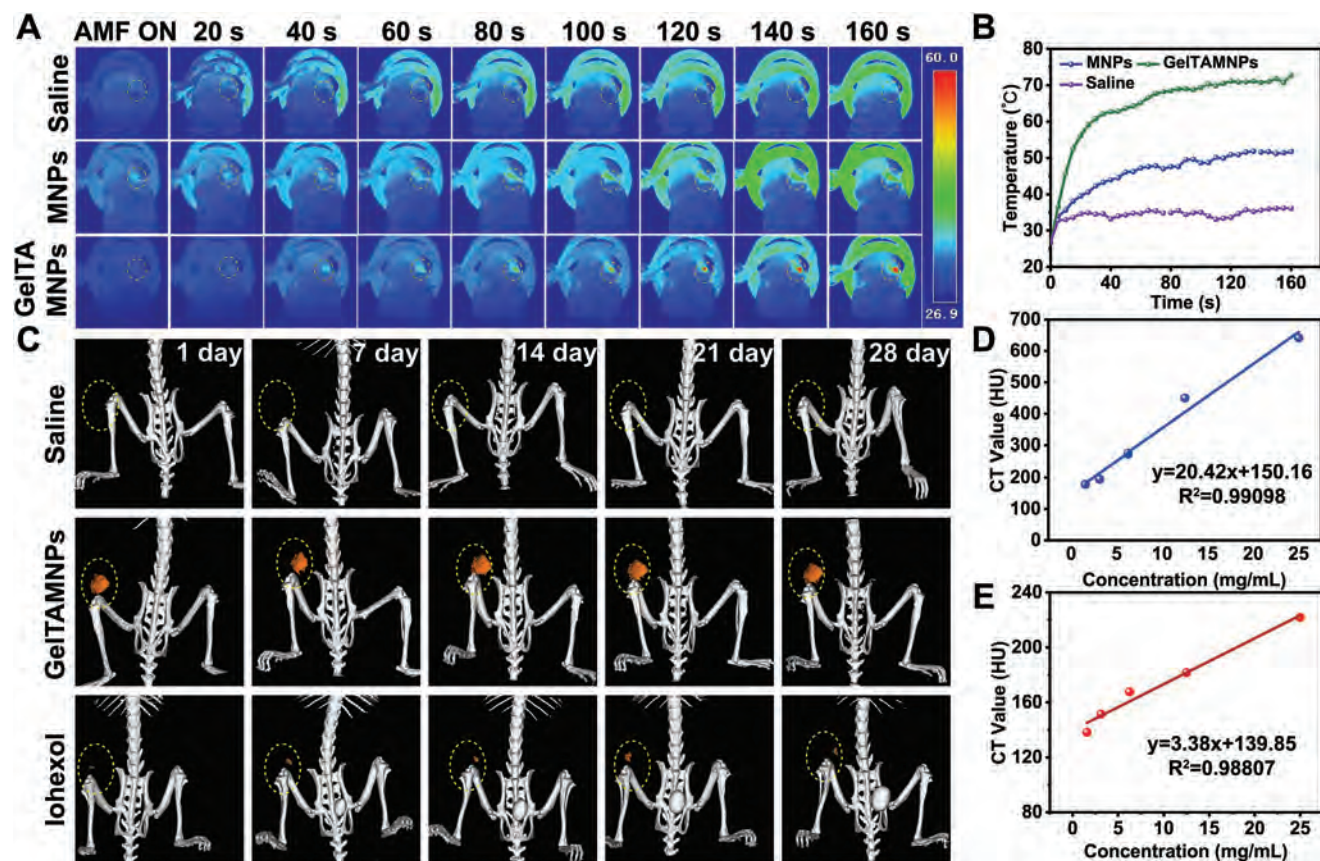 A
AMF ON 20 s 40 s 60 s 80 s 100 s 120 s 140 s 160 s
Saline
MNPs
GelTA
MNPs
60.0
26.9
B
MNPs GelTAMNPs
Saline
80
70
60
50
40
30
20
Temperature (°C)
0 40 80 120 160
Time (s)
C
1 day 7 day 14 day 21 day 28 day
Saline
GelTAMNPs
Iohexol
D
700
600
500
400
300
200
100
0
CT Value (HU)
y=20.42x+150.16
R²=0.99098
0 5 10 15 20 25
Concentration (mg/mL)
E
240
200
160
120
80
CT Value (HU)
y=3.38x+139.85
R²=0.98807
0 5 10 15 20 25
Concentration (mg/mL)